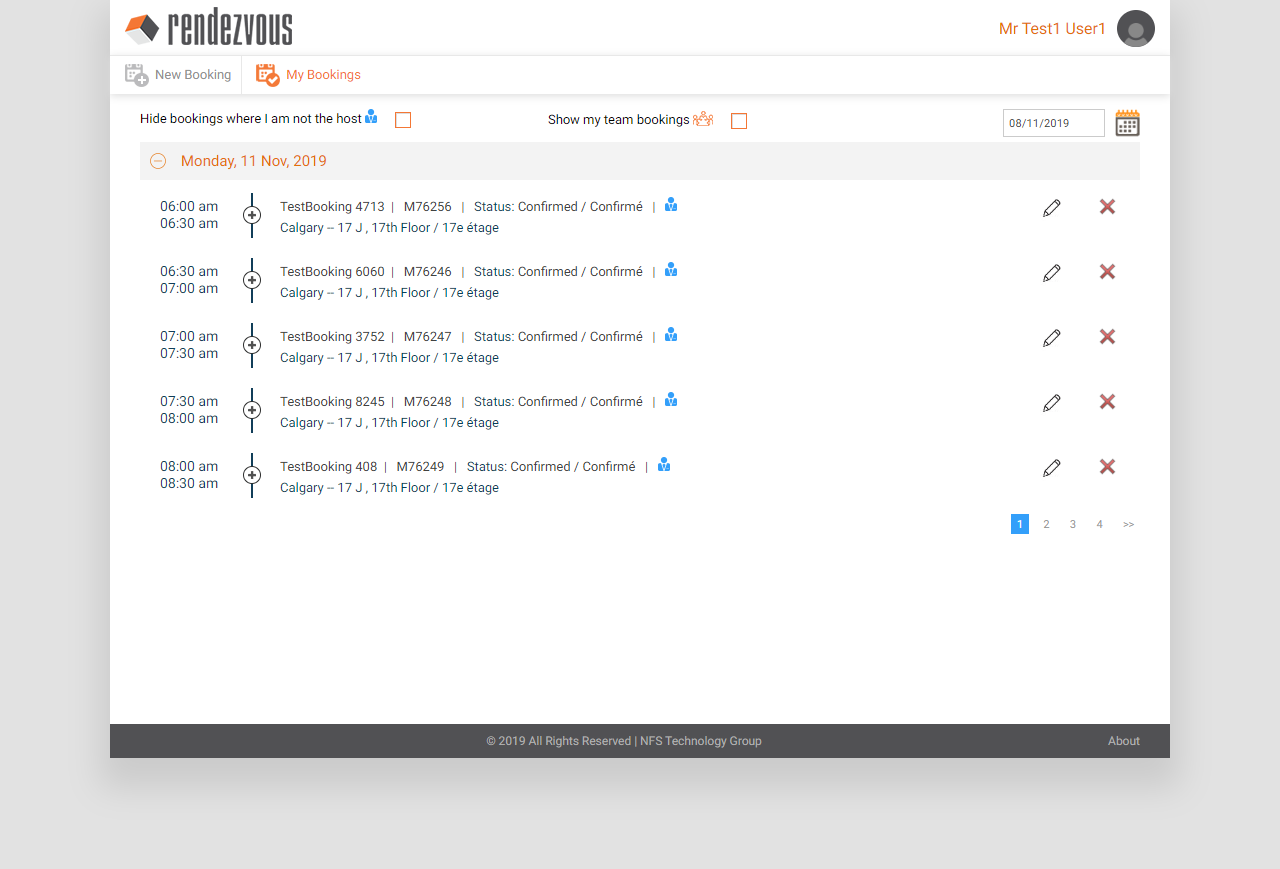 rendezvous
Mr Test1 User1
New Booking
My Bookings
Hide bookings where I am not the host
Show my team bookings
08/11/2019
Monday, 11 Nov, 2019
06:00 am
06:30 am
TestBooking 4713 | M76256 | Status: Confirmed / Confirmé |
Calgary -- 17 J , 17th Floor / 17e étage
06:30 am
07:00 am
TestBooking 6060 | M76246 | Status: Confirmed / Confirmé |
Calgary -- 17 J , 17th Floor / 17e étage
07:00 am
07:30 am
TestBooking 3752 | M76247 | Status: Confirmed / Confirmé |
Calgary -- 17 J , 17th Floor / 17e étage
07:30 am
08:00 am
TestBooking 8245 | M76248 | Status: Confirmed / Confirmé |
Calgary -- 17 J , 17th Floor / 17e étage
08:00 am
08:30 am
TestBooking 408 | M76249 | Status: Confirmed / Confirmé |
Calgary -- 17 J , 17th Floor / 17e étage
1 2 3 4 >>
© 2019 All Rights Reserved | NFS Technology Group
About